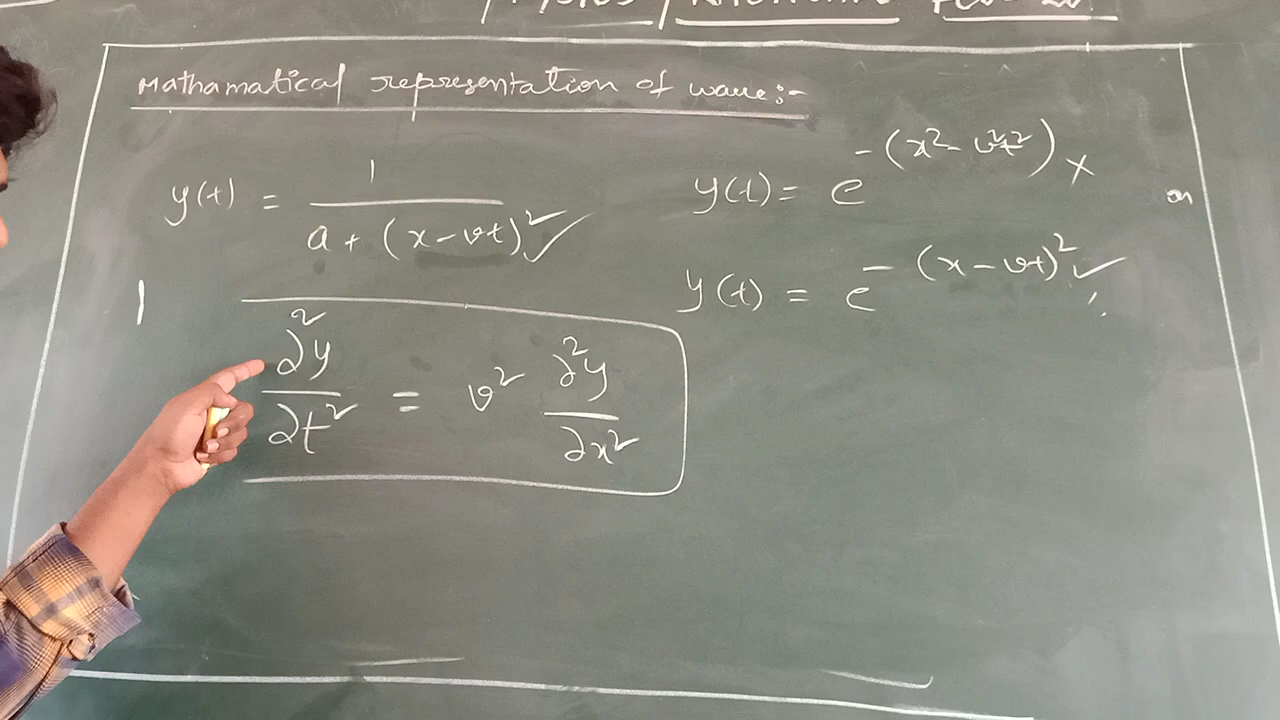 Mathamatical representation of wave:-
y(t) = 1 / a + (x - vt)² ✓
y(t) = e^-(x² - v²t²) ×
y(t) = e^-(x - vt)² ✓
∂²y/∂t² = v² ∂²y/∂x²